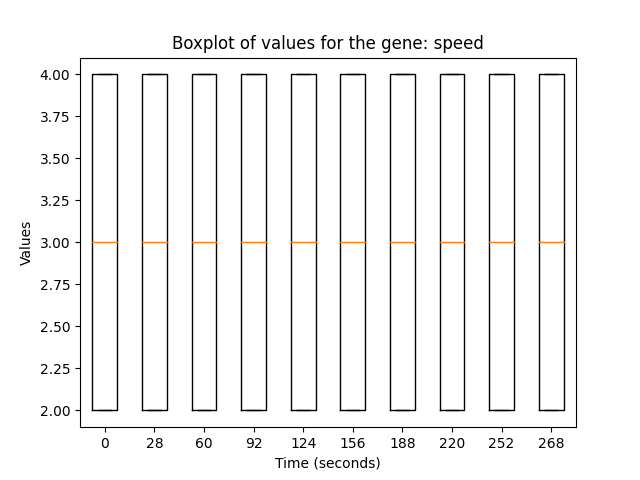 Boxplot of values for the gene: speed
4.00
3.75
3.50
3.25
3.00
2.75
2.50
2.25
2.00
Values
0 28 60 92 124 156 188 220 252 268
Time (seconds)